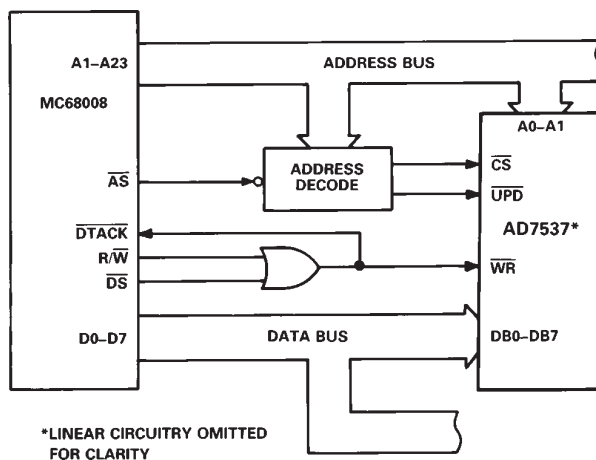 A1–A23
ADDRESS BUS
MC68008
A0–A1
ADDRESS
DECODE
CS
AS
UPD
AD7537*
DTACK
R/W
WR
DS
D0–D7
DATA BUS
DB0–DB7
*LINEAR CIRCUITRY OMITTED
FOR CLARITY